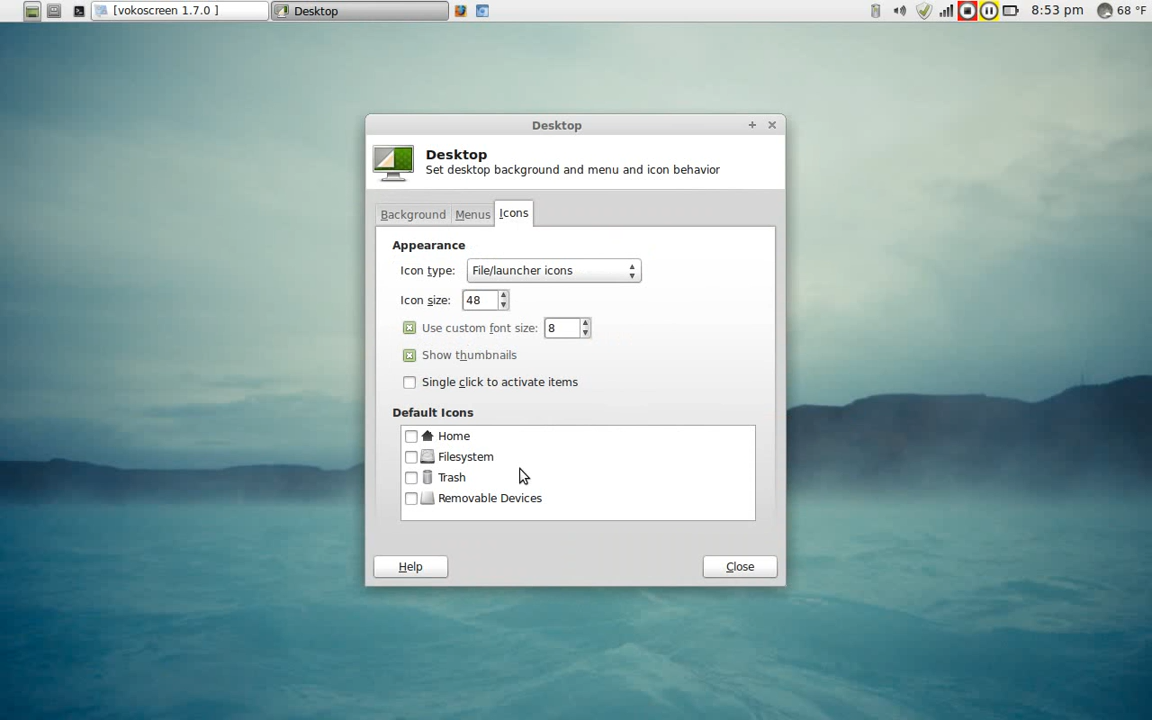 [vokoscreen 1.7.0 ] Desktop 8:53 pm 68 °F
Desktop
Desktop
Set desktop background and menu and icon behavior
Background Menus Icons
Appearance
Icon type: File/launcher icons
Icon size: 48
Use custom font size: 8
Show thumbnails
Single click to activate items
Default Icons
Home
Filesystem
Trash
Removable Devices
Help Close